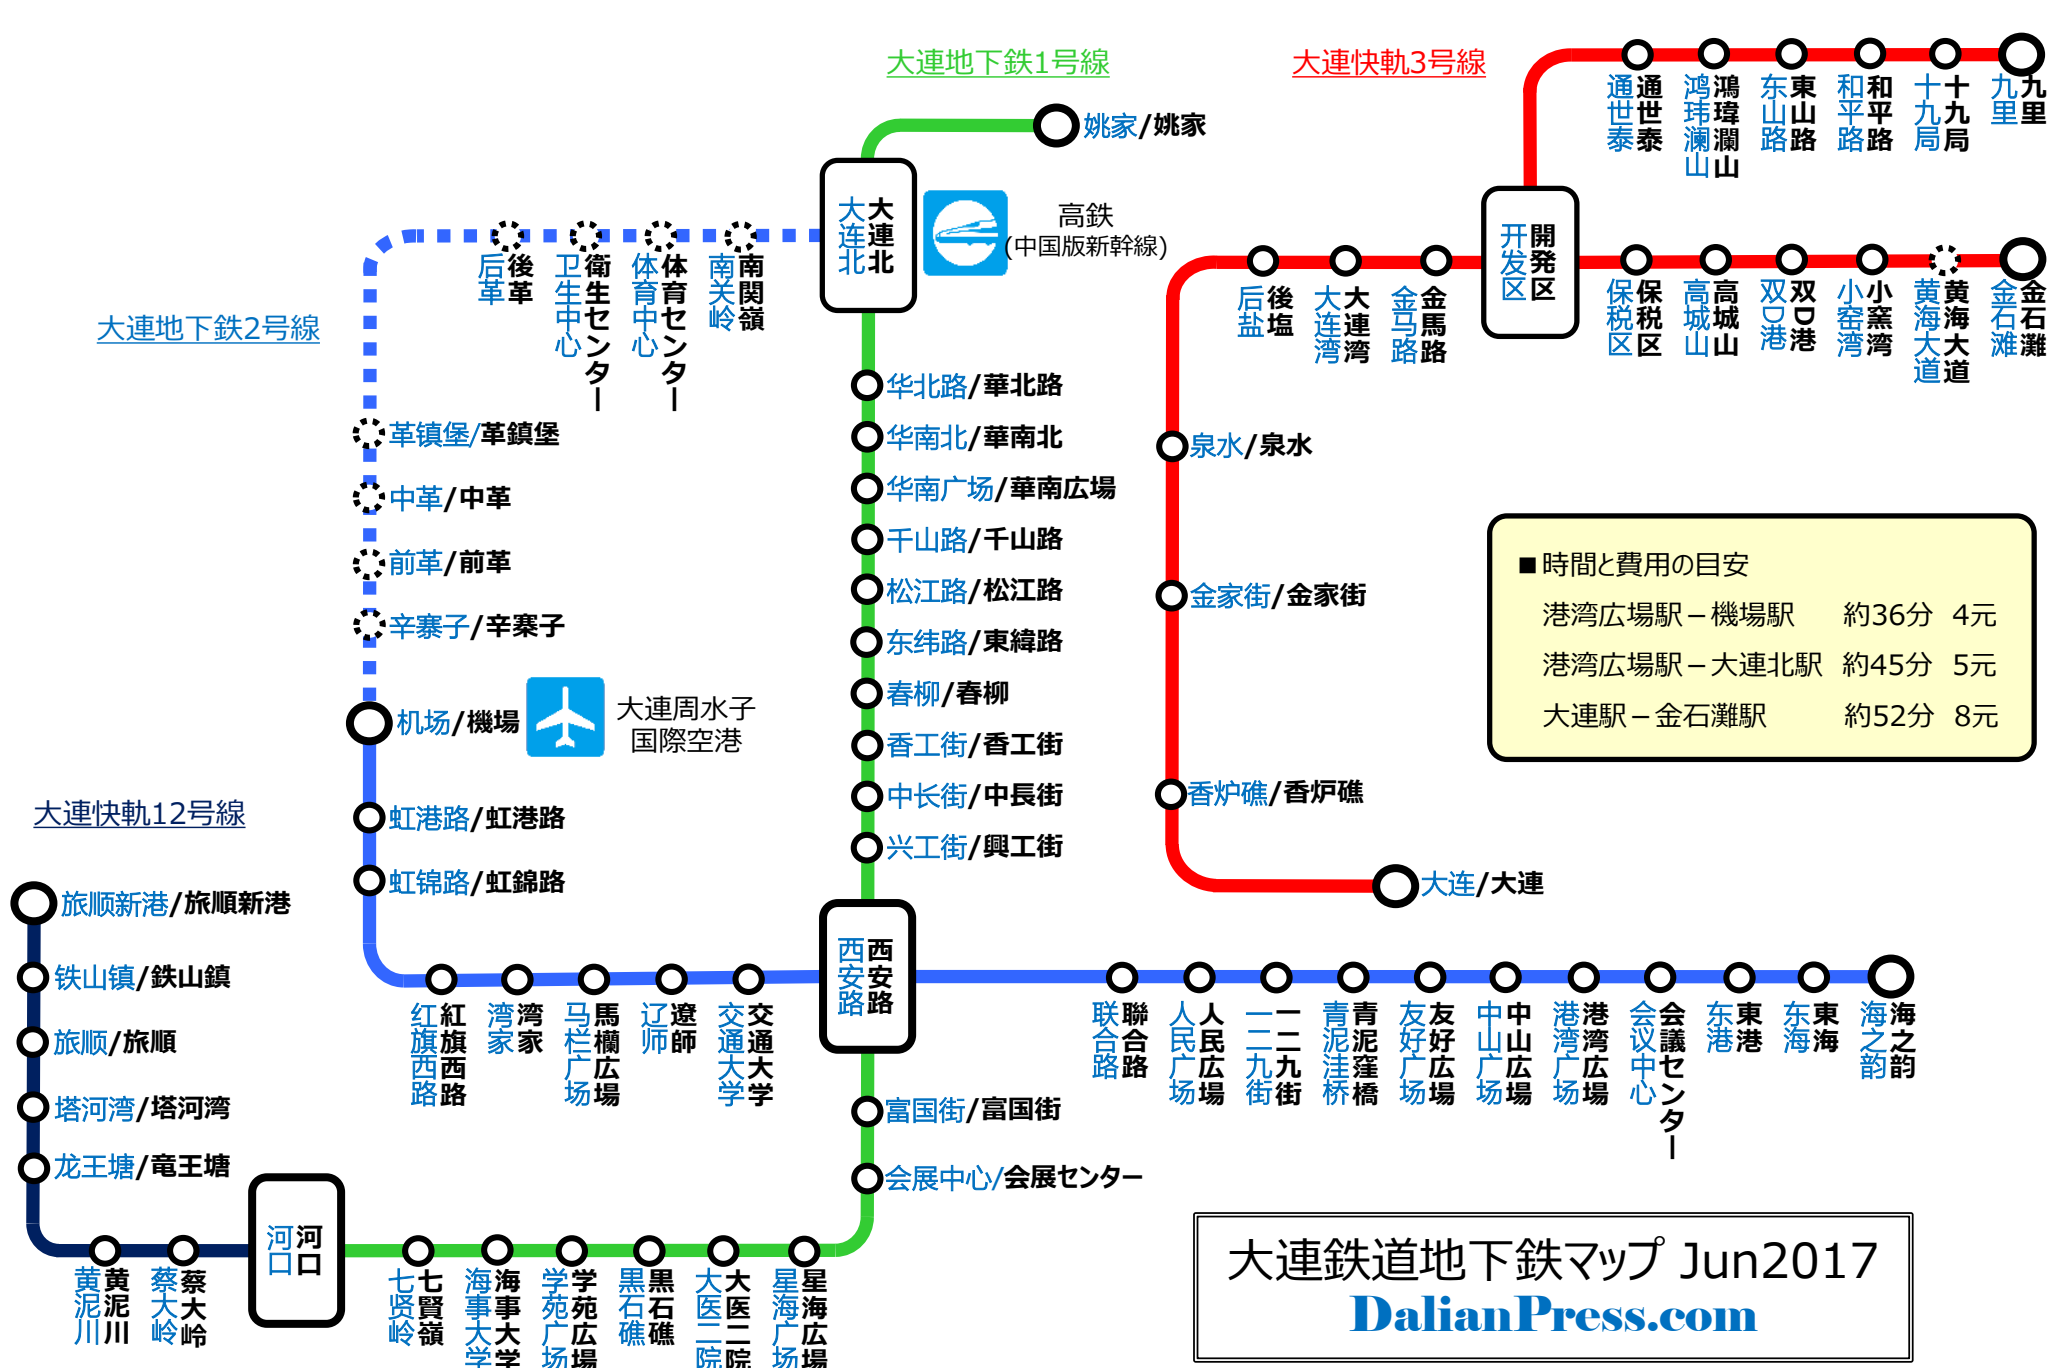 大連地下鉄1号線
大連快軌3号線
姚家/姚家
通世泰
通世泰
鸿玮澜山
鴻瑋瀾山
东山路
東山路
和平路
和平路
十九局
十九局
九里
九里
大连北
大連北
高鉄
(中国版新幹線)
开发区
開発区
后革
後革
卫生中心
衛生センター
体育中心
体育センター
南关岭
南関嶺
后盐
後塩
大连湾
大連湾
金马路
金馬路
保税区
保税区
高城山
高城山
双D港
双D港
小窑湾
小窯湾
黄海大道
黄海大道
金石滩
金石灘
大連地下鉄2号線
华北路/華北路
革镇堡/革鎮堡
华南北/華南北
泉水/泉水
中革/中革
华南广场/華南広場
前革/前革
千山路/千山路
松江路/松江路
金家街/金家街
辛寨子/辛寨子
东纬路/東緯路
春柳/春柳
■時間と費用の目安
港湾広場駅－機場駅 約36分 4元
港湾広場駅－大連北駅 約45分 5元
大連駅－金石灘駅 約52分 8元
机场/機場
大連周水子
国際空港
香工街/香工街
中长街/中長街
香炉礁/香炉礁
大連快軌12号線
虹港路/虹港路
兴工街/興工街
虹锦路/虹錦路
大连/大連
旅顺新港/旅順新港
铁山镇/鉄山鎮
旅顺/旅順
塔河湾/塔河湾
龙王塘/竜王塘
西安路
西安路
红旗西路
紅旗西路
湾家
湾家
马栏广场
馬欄広場
辽师
遼師
交通大学
交通大学
联合路
聯合路
人民广场
人民広場
一二九街
一二九街
青泥洼桥
青泥窪橋
友好广场
友好広場
中山广场
中山広場
港湾广场
港湾広場
会议中心
会議センター
东港
東港
东海
東海
海之韵
海之韵
富国街/富国街
会展中心/会展センター
河口
河口
黄泥川
黄泥川
蔡大岭
蔡大岭
七贤岭
七賢嶺
海事大学
海事大学
学苑广场
学苑広場
黑石礁
黒石礁
大医二院
大医二院
星海广场
星海広場
大連鉄道地下鉄マップ Jun2017
DalianPress.com